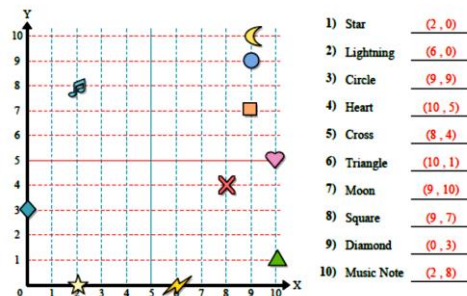 Y
10
9
8
7
6
5
4
3
2
1
0 1 2 3 4 5 6 7 8 9 10 X
1) Star (2 , 0)
2) Lightning (6 , 0)
3) Circle (9 , 9)
4) Heart (10 , 5)
5) Cross (8 , 4)
6) Triangle (10 , 1)
7) Moon (9 , 10)
8) Square (9 , 7)
9) Diamond (0 , 3)
10) Music Note (2 , 8)